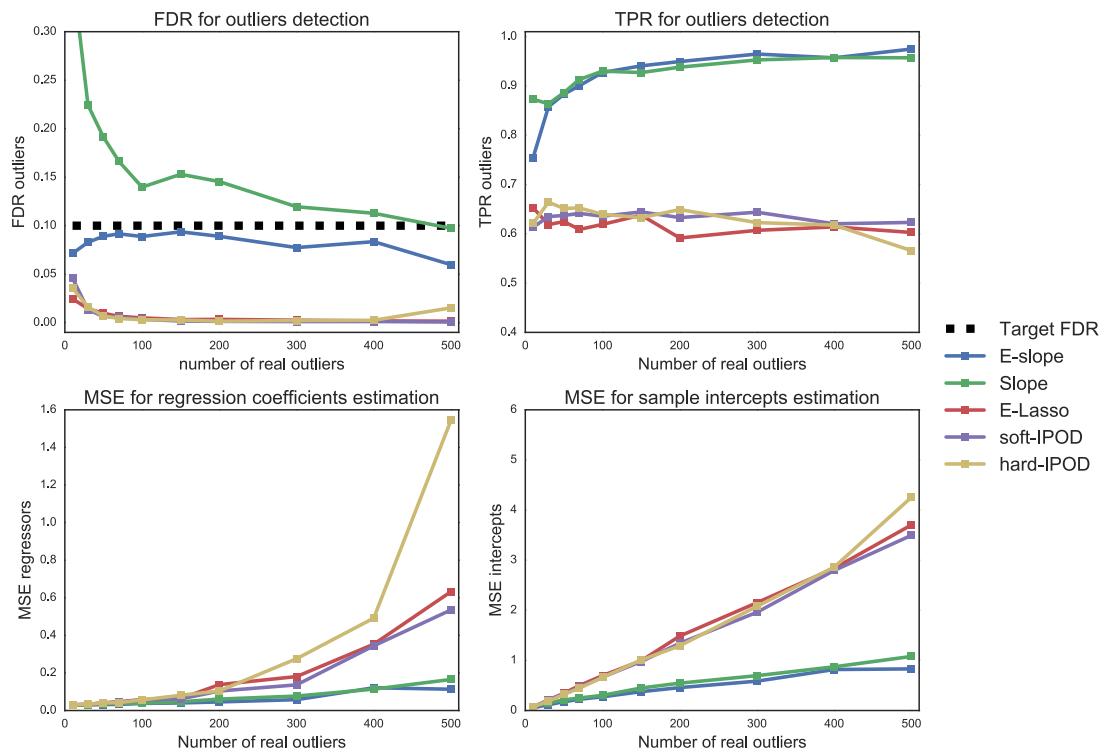 FDR for outliers detection
0.30
0.25
0.20
0.15
0.10
0.05
0.00
FDR outliers
0 100 200 300 400 500
number of real outliers
TPR for outliers detection
1.0
0.9
0.8
0.7
0.6
0.5
0.4
TPR outliers
0 100 200 300 400 500
Number of real outliers
MSE for regression coefficients estimation
1.6
1.4
1.2
1.0
0.8
0.6
0.4
0.2
0.0
MSE regressors
0 100 200 300 400 500
Number of real outliers
MSE for sample intercepts estimation
6
5
4
3
2
1
0
MSE intercepts
0 100 200 300 400 500
Number of real outliers
Target FDR
E-slope
Slope
E-Lasso
soft-IPOD
hard-IPOD